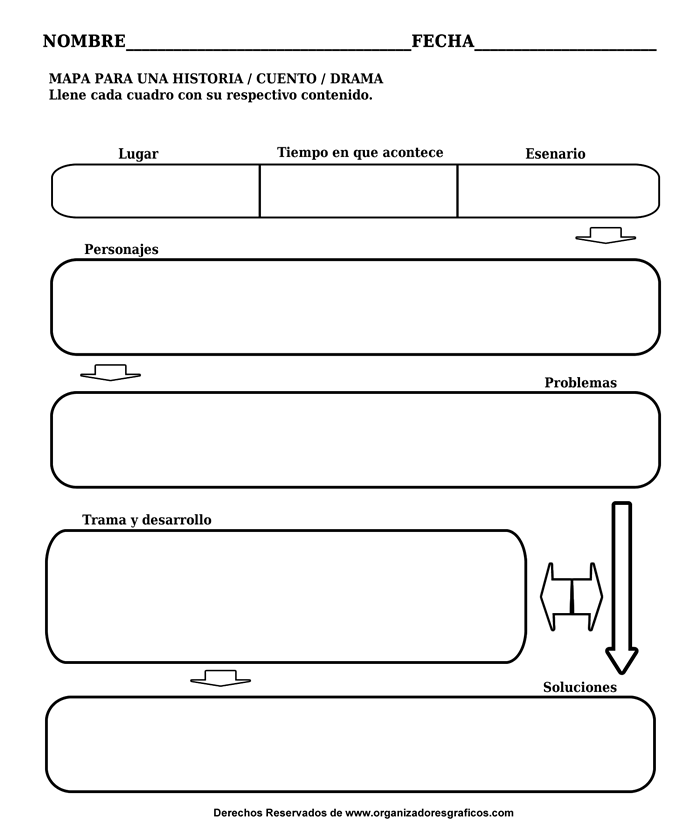 NOMBRE__________________________________FECHA______________________
MAPA PARA UNA HISTORIA / CUENTO / DRAMA
Llene cada cuadro con su respectivo contenido.
Lugar Tiempo en que acontece Esenario
Personajes
Problemas
Trama y desarrollo
Soluciones
Derechos Reservados de www.organizadoresgraficos.com